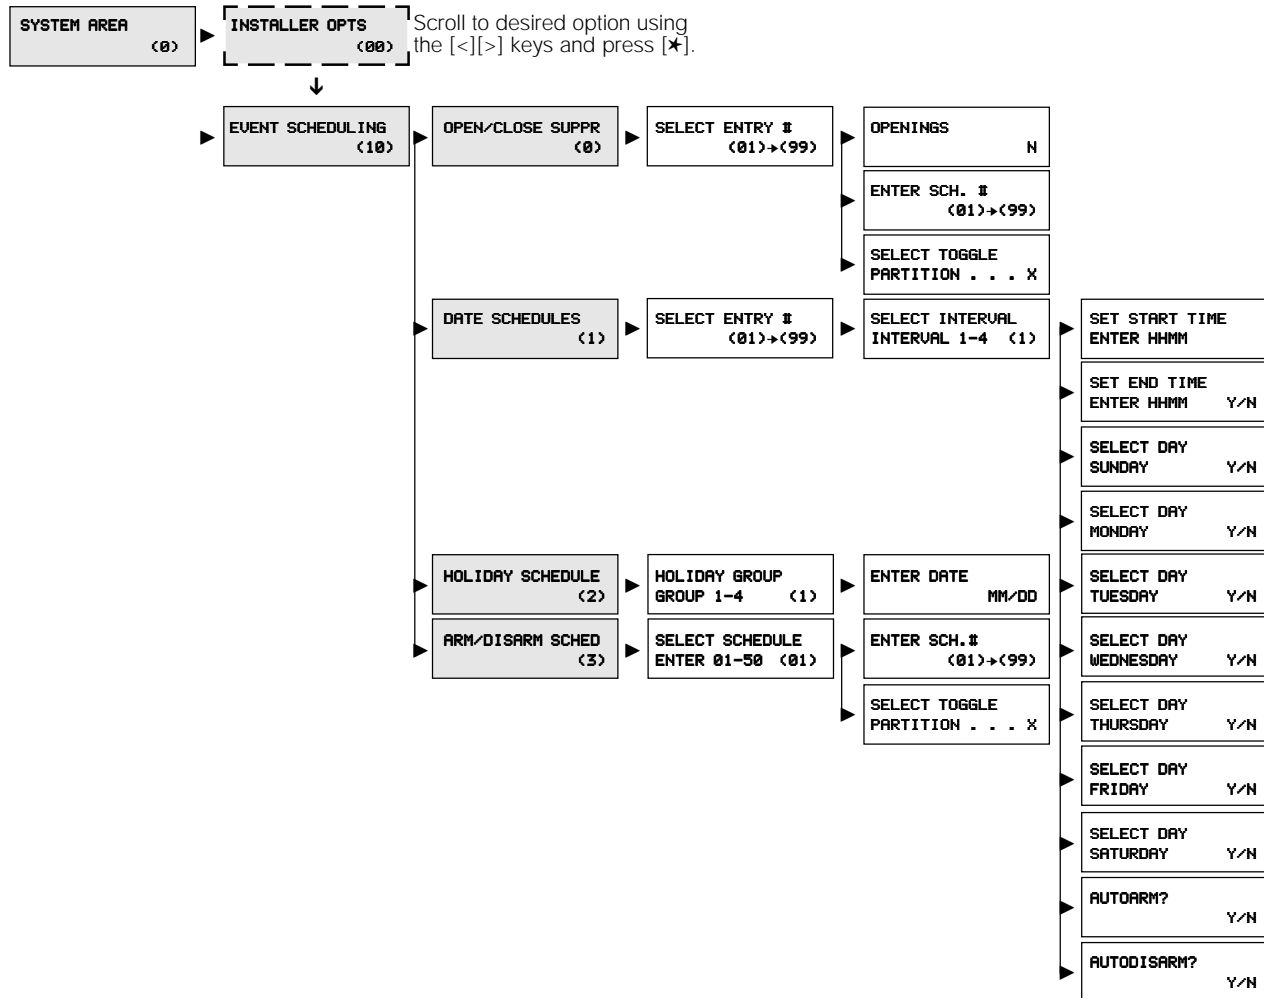 SYSTEM AREA
(0)
INSTALLER OPTS
(00)
Scroll to desired option using
the [<][>] keys and press [★].
EVENT SCHEDULING
(10)
OPEN/CLOSE SUPPR
(0)
SELECT ENTRY #
(01)→(99)
OPENINGS
N
ENTER SCH. #
(01)→(99)
SELECT TOGGLE
PARTITION . . . X
DATE SCHEDULES
(1)
SELECT ENTRY #
(01)→(99)
SELECT INTERVAL
INTERVAL 1-4 (1)
SET START TIME
ENTER HHMM
SET END TIME
ENTER HHMM Y/N
SELECT DAY
SUNDAY Y/N
SELECT DAY
MONDAY Y/N
HOLIDAY SCHEDULE
(2)
HOLIDAY GROUP
GROUP 1-4 (1)
ENTER DATE
MM/DD
SELECT DAY
TUESDAY Y/N
ARM/DISARM SCHED
(3)
SELECT SCHEDULE
ENTER 01-50 (01)
ENTER SCH.#
(01)→(99)
SELECT TOGGLE
PARTITION . . . X
SELECT DAY
WEDNESDAY Y/N
SELECT DAY
THURSDAY Y/N
SELECT DAY
FRIDAY Y/N
SELECT DAY
SATURDAY Y/N
AUTOARM?
Y/N
AUTODISARM?
Y/N